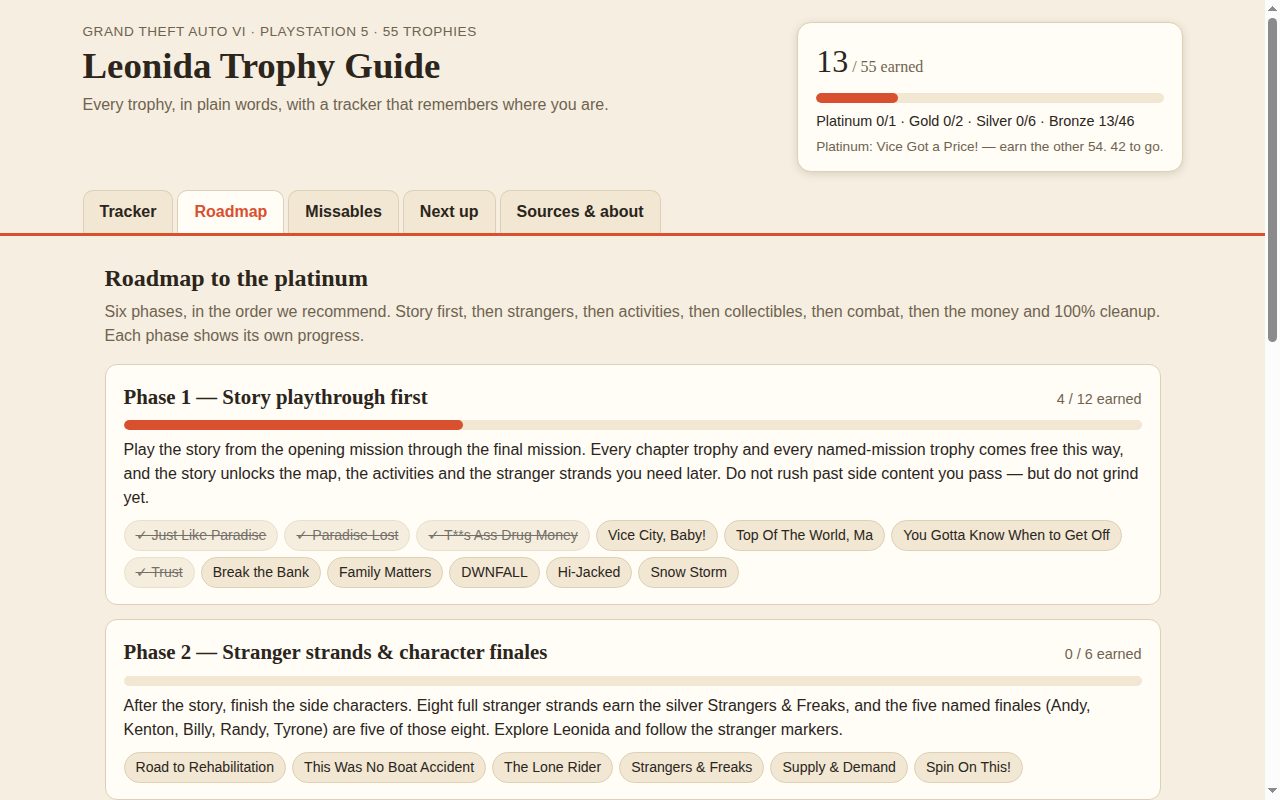 GRAND THEFT AUTO VI · PLAYSTATION 5 · 55 TROPHIES
Leonida Trophy Guide
Every trophy, in plain words, with a tracker that remembers where you are.
13 / 55 earned
Platinum 0/1 · Gold 0/2 · Silver 0/6 · Bronze 13/46
Platinum: Vice Got a Price! — earn the other 54. 42 to go.
Tracker
Roadmap
Missables
Next up
Sources & about
Roadmap to the platinum
Six phases, in the order we recommend. Story first, then strangers, then activities, then collectibles, then combat, then the money and 100% cleanup.
Each phase shows its own progress.
Phase 1 — Story playthrough first
4 / 12 earned
Play the story from the opening mission through the final mission. Every chapter trophy and every named-mission trophy comes free this way,
and the story unlocks the map, the activities and the stranger strands you need later. Do not rush past side content you pass — but do not grind
yet.
✓ Just Like Paradise ✓ Paradise Lost ✓ T**s Ass Drug Money Vice City, Baby! Top Of The World, Ma You Gotta Know When to Get Off
✓ Trust Break the Bank Family Matters DWNFALL Hi-Jacked Snow Storm
Phase 2 — Stranger strands & character finales
0 / 6 earned
After the story, finish the side characters. Eight full stranger strands earn the silver Strangers & Freaks, and the five named finales (Andy,
Kenton, Billy, Randy, Tyrone) are five of those eight. Explore Leonida and follow the stranger markers.
Road to Rehabilitation This Was No Boat Accident The Lone Rider Strangers & Freaks Supply & Demand Spin On This!